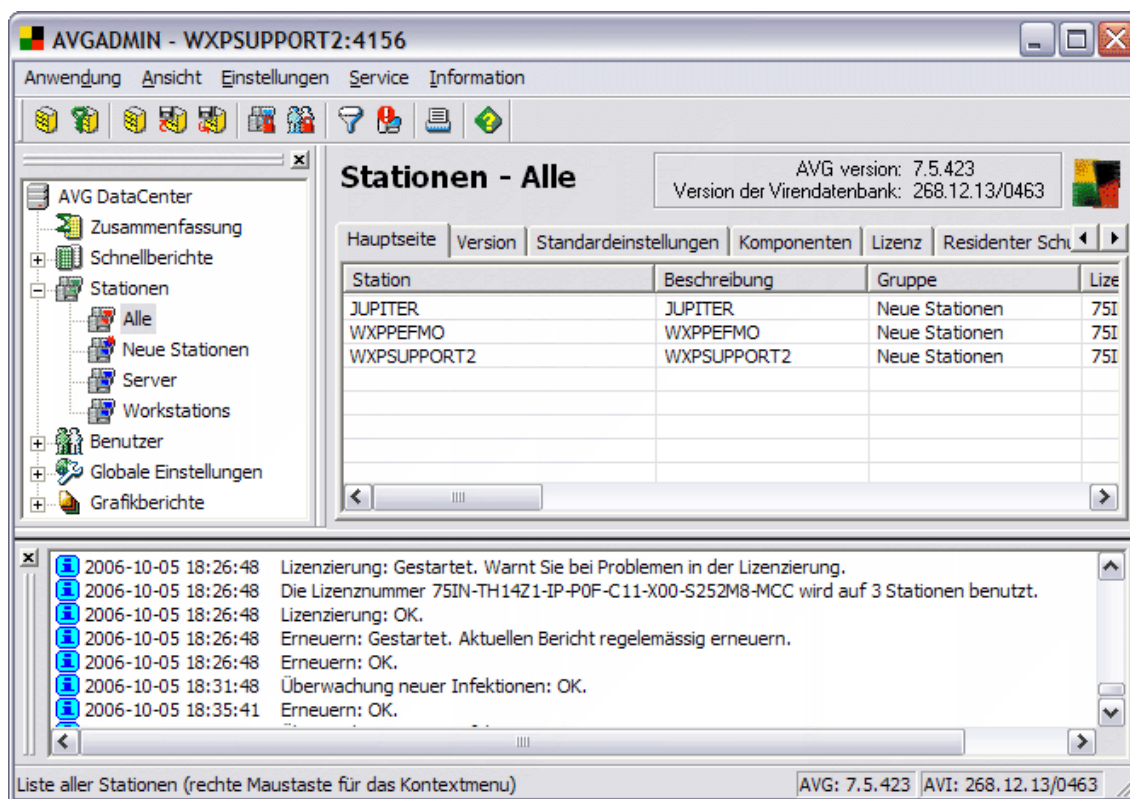 AVGADMIN - WXPSUPPORT2:4156
Anwendung Ansicht Einstellungen Service Information
AVG DataCenter
Zusammenfassung
Schnellberichte
Stationen
Alle
Neue Stationen
Server
Workstations
Benutzer
Globale Einstellungen
Grafikberichte
Stationen - Alle
AVG version: 7.5.423
Version der Virendatenbank: 268.12.13/0463
Hauptseite Version Standardeinstellungen Komponenten Lizenz Residenter Schu
Station Beschreibung Gruppe Lize
JUPITER JUPITER Neue Stationen 75I
WXPPEFMO WXPPEFMO Neue Stationen 75I
WXPSUPPORT2 WXPSUPPORT2 Neue Stationen 75I
2006-10-05 18:26:48 Lizenzierung: Gestartet. Warnt Sie bei Problemen in der Lizenzierung.
2006-10-05 18:26:48 Die Lizenznummer 75IN-TH14Z1-IP-P0F-C11-X00-S252M8-MCC wird auf 3 Stationen benutzt.
2006-10-05 18:26:48 Lizenzierung: OK.
2006-10-05 18:26:48 Erneuern: Gestartet. Aktuellen Bericht regelemässig erneuern.
2006-10-05 18:26:48 Erneuern: OK.
2006-10-05 18:31:48 Überwachung neuer Infektionen: OK.
2006-10-05 18:35:41 Erneuern: OK.
Liste aller Stationen (rechte Maustaste für das Kontextmenu)
AVG: 7.5.423 AVI: 268.12.13/0463